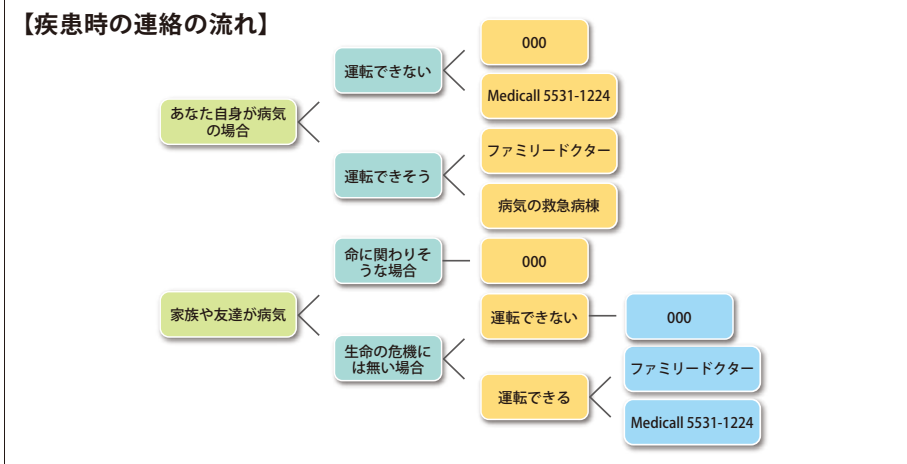 【疾患時の連絡の流れ】
あなた自身が病気
の場合
運転できない
000
Medicall 5531-1224
運転できそう
ファミリードクター
病気の救急病棟
家族や友達が病気
命に関わりそ
うな場合
000
生命の危機に
は無い場合
運転できない
000
運転できる
ファミリードクター
Medicall 5531-1224